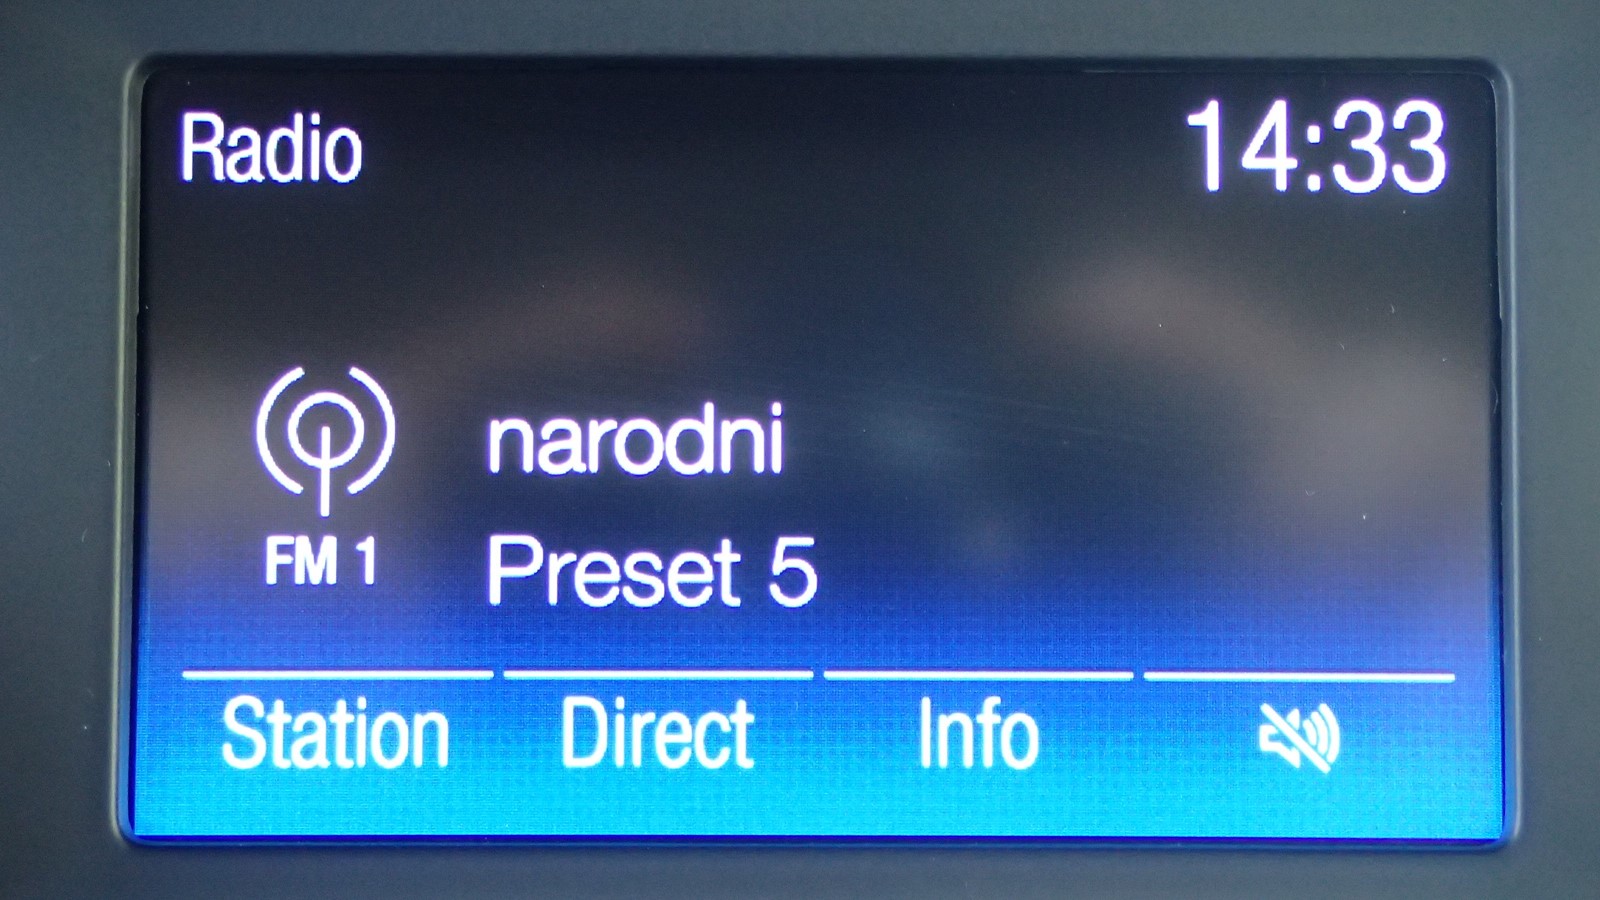 Radio 14:33
narodni
FM 1 Preset 5
Station Direct Info